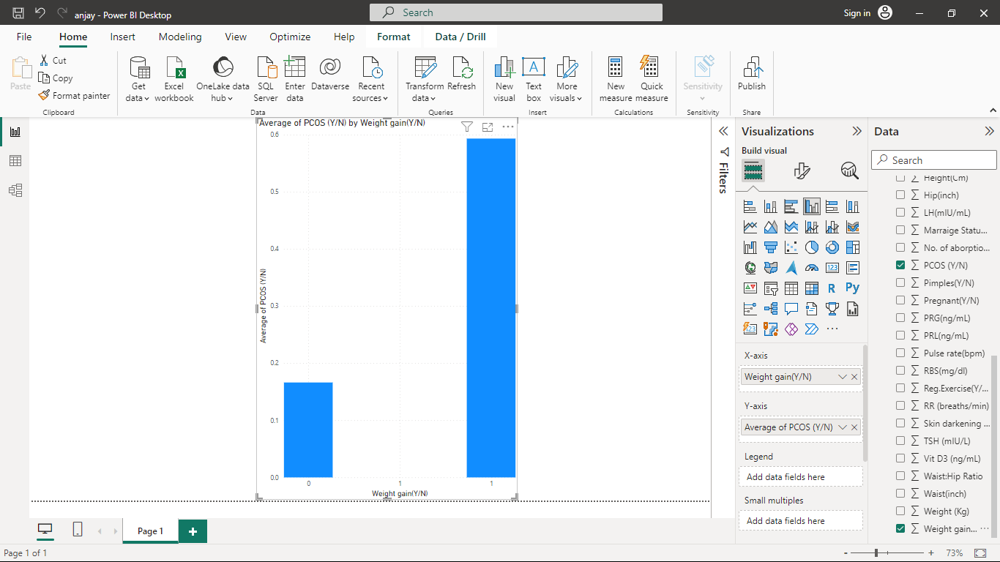 anjay - Power BI Desktop
Search
Sign in
File Home Insert Modeling View Optimize Help Format Data / Drill
Paste
Cut
Copy
Format painter
Clipboard
Get data
Excel workbook
OneLake data hub
SQL Server
Enter data
Dataverse
Recent sources
Data
Transform data
Refresh
Queries
New visual
Text box
A
More visuals
Insert
New measure
Quick measure
Calculations
Sensitivity
Sensitivity
Publish
Share
Average of PCOS (Y/N) by Weight gain(Y/N)
0.6
0.5
0.4
0.3
0.2
0.1
0.0
Average of PCOS (Y/N)
0 1 1
Weight gain(Y/N)
Filters
Visualizations
Build visual
123
R
Py
123
X-axis
Weight gain(Y/N)
Y-axis
Average of PCOS (Y/N)
Legend
Add data fields here
Small multiples
Add data fields here
Data
Search
Height(Cm)
Hip(inch)
LH(mIU/mL)
Marraige Statu...
No. of aborptio...
PCOS (Y/N)
Pimples(Y/N)
Pregnant(Y/N)
PRG(ng/mL)
PRL(ng/mL)
Pulse rate(bpm)
RBS(mg/dl)
Reg.Exercise(Y/...
RR (breaths/min)
Skin darkening ...
TSH (mIU/L)
Vit D3 (ng/mL)
Waist:Hip Ratio
Waist(inch)
Weight (Kg)
Weight gain...
Page 1
Page 1 of 1
73%